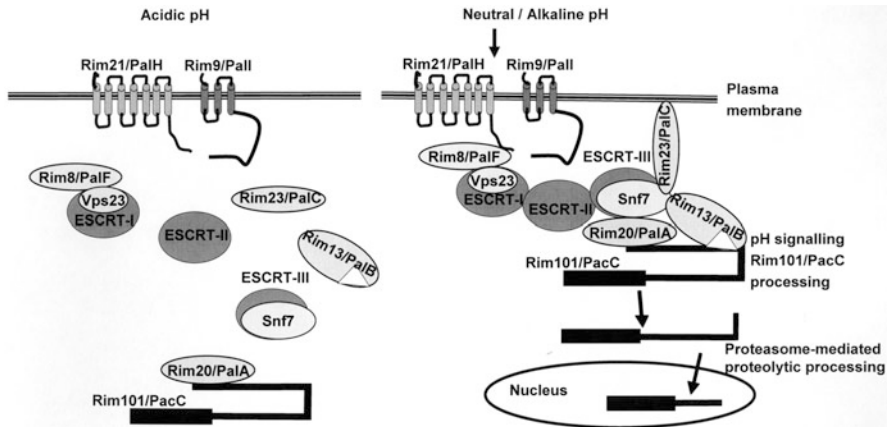 Acidic pH
Rim21/PalH
Rim9/PalI
Rim8/PalF
Vps23
ESCRT-I
Rim23/PalC
ESCRT-II
Rim13/PalB
ESCRT-III
Snf7
Rim20/PalA
Rim101/PacC
Neutral / Alkaline pH
Rim21/PalH
Rim9/PalI
Plasma
membrane
Rim8/PalF
Vps23
ESCRT-I
ESCRT-II
ESCRT-III
Snf7
Rim23/PalC
Rim13/PalB
Rim20/PalA
pH signalling
Rim101/PacC
processing
Rim101/PacC
Proteasome-mediated
proteolytic processing
Nucleus